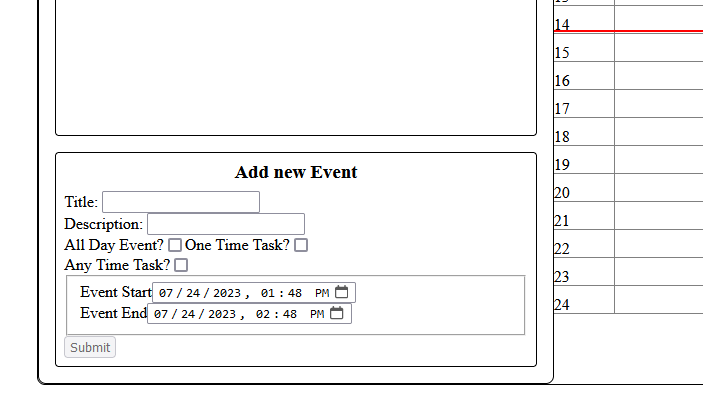 Add new Event
Title:
Description:
All Day Event? One Time Task?
Any Time Task?
Event Start 07/24/2023, 01:48 PM
Event End 07/24/2023, 02:48 PM
Submit
14
15
16
17
18
19
20
21
22
23
24